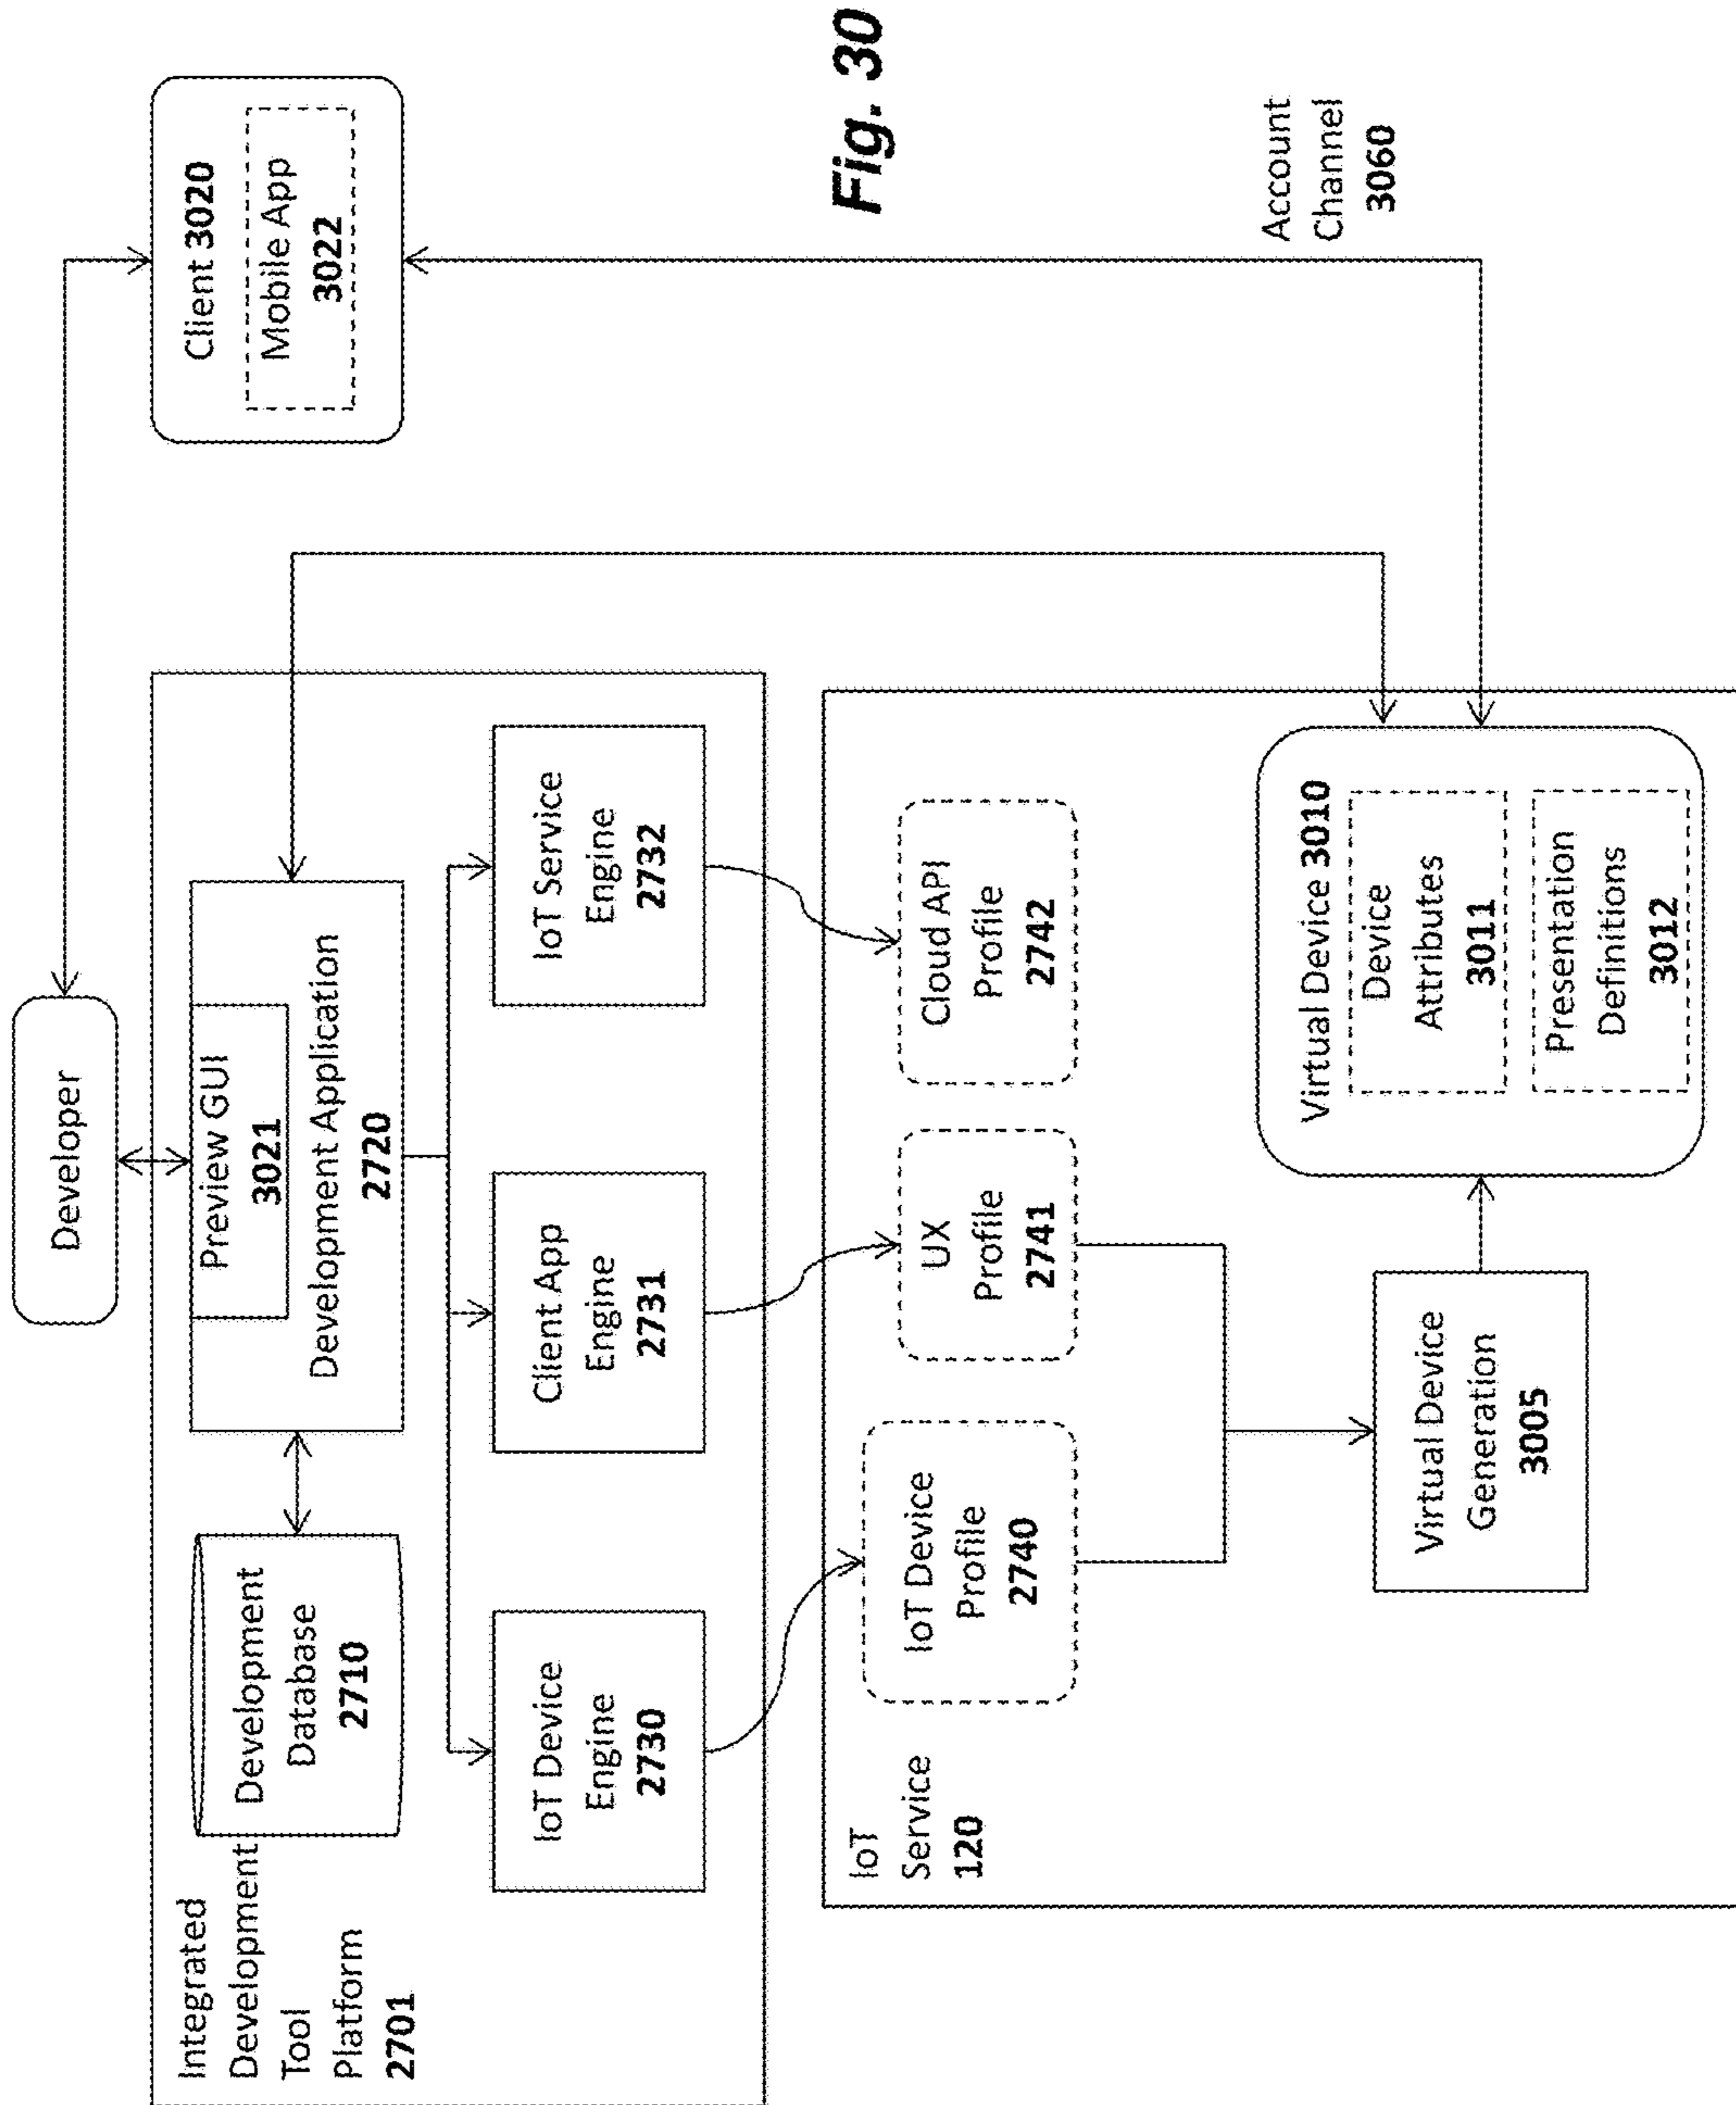 Developer
Integrated
Development
Tool
Platform
2701
Development
Database
2710
Preview GUI
3021
Development Application
2720
Client 3020
Mobile App
3022
IoT Device
Engine
2730
Client App
Engine
2731
IoT Service
Engine
2732
Fig. 30
IoT
Service
120
IoT Device
Profile
2740
UX
Profile
2741
Cloud API
Profile
2742
Account
Channel
3060
Virtual Device
Generation
3005
Virtual Device 3010
Device
Attributes
3011
Presentation
Definitions
3012